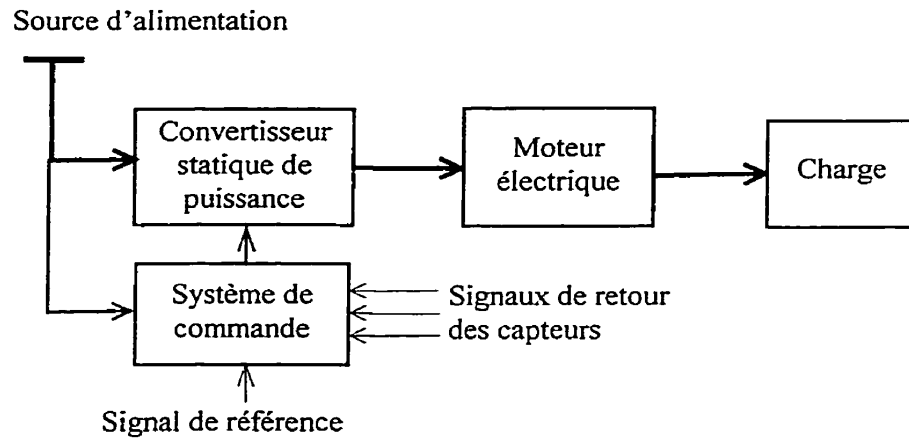 Source d'alimentation
Convertisseur
statique de
puissance
Moteur
électrique
Charge
Système de
commande
Signaux de retour
des capteurs
Signal de référence